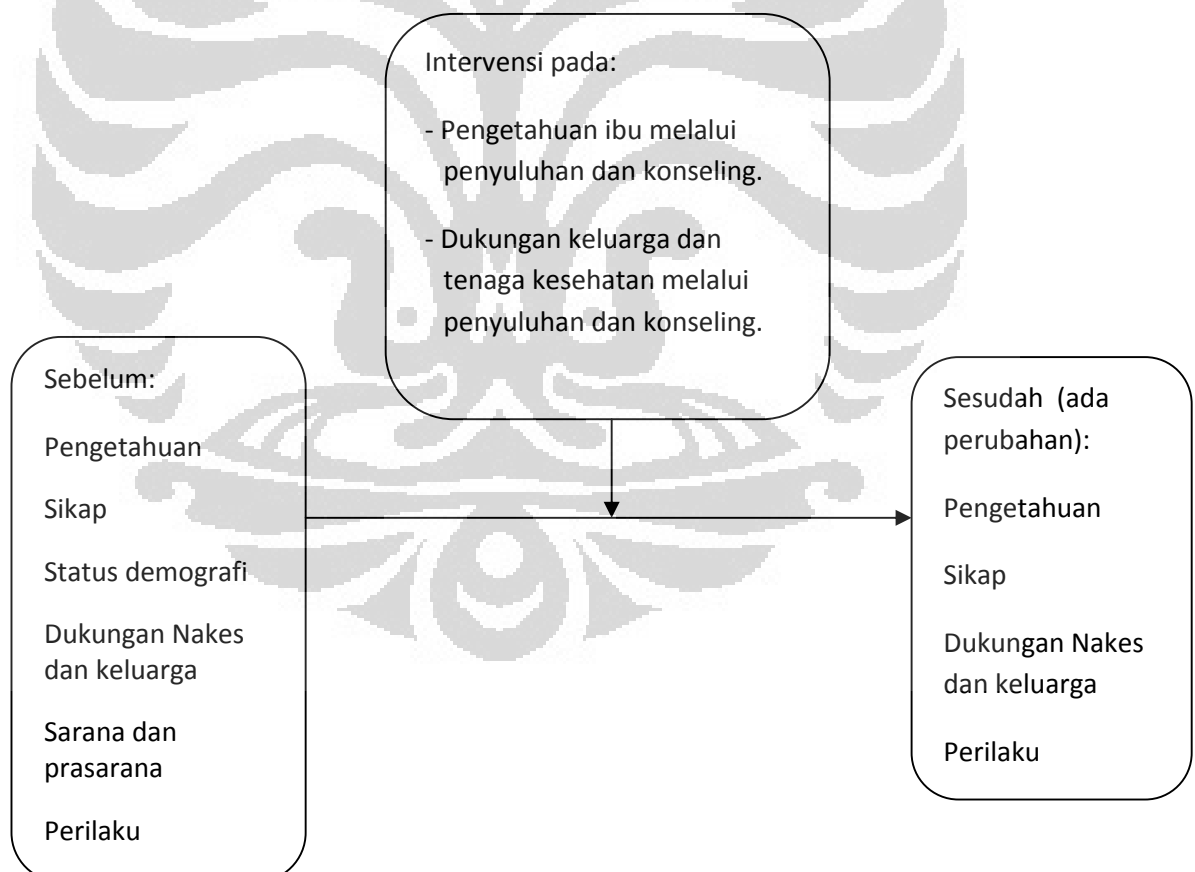 Intervensi pada:
- Pengetahuan ibu melalui
penyuluhan dan konseling.
- Dukungan keluarga dan
tenaga kesehatan melalui
penyuluhan dan konseling.
Sebelum:
Pengetahuan
Sikap
Status demografi
Dukungan Nakes
dan keluarga
Sarana dan
prasarana
Perilaku
Sesudah (ada
perubahan):
Pengetahuan
Sikap
Dukungan Nakes
dan keluarga
Perilaku